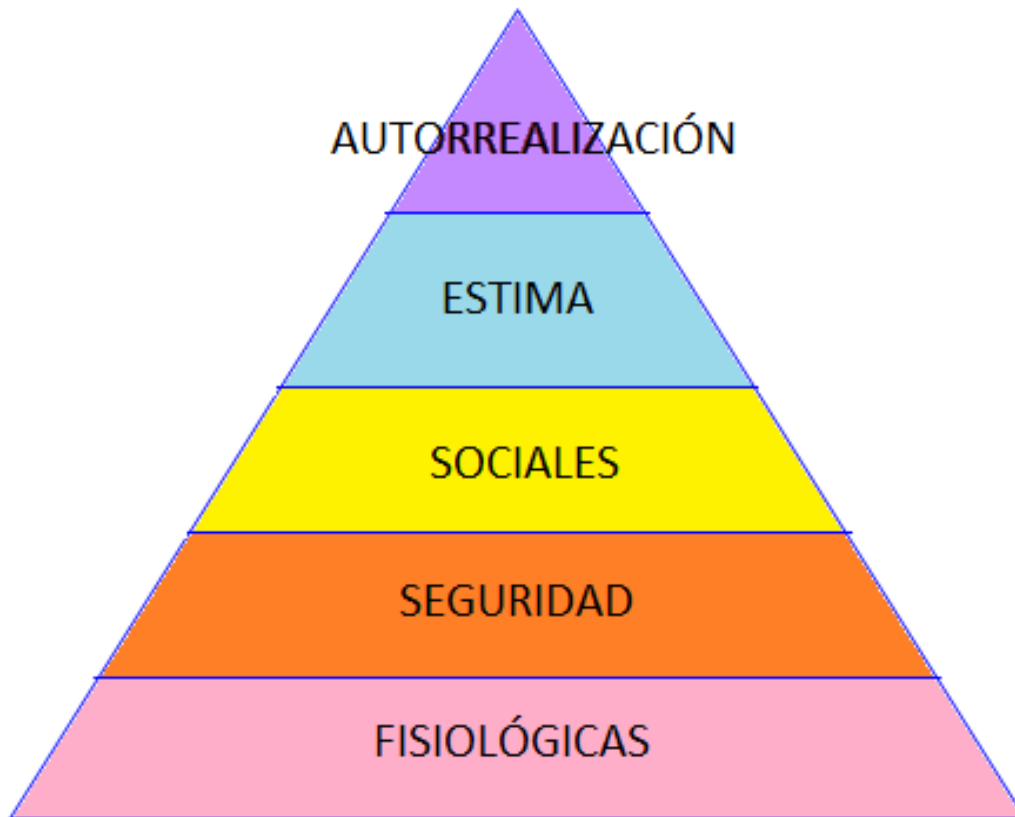 AUTORREALIZACIÓN
ESTIMA
SOCIALES
SEGURIDAD
FISIOLÓGICAS